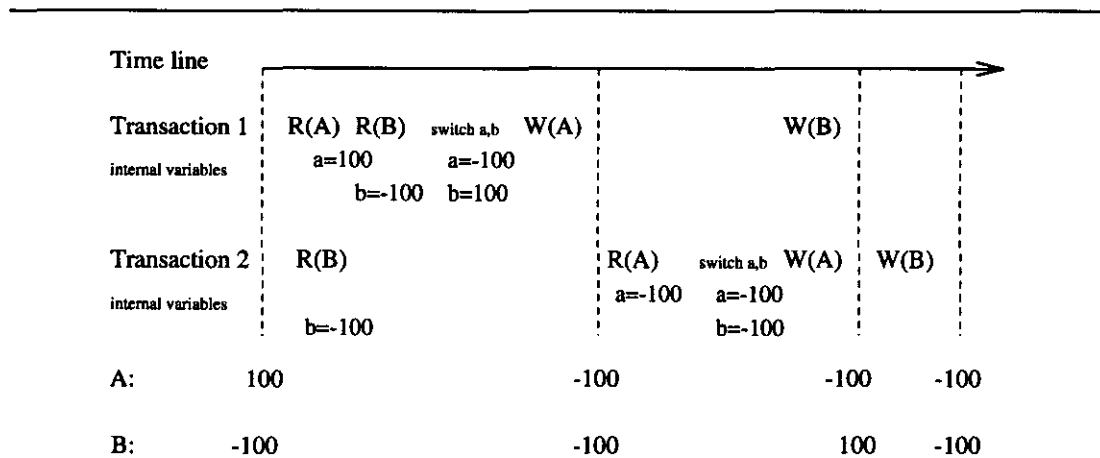 Time line
Transaction 1 R(A) R(B) switch a,b W(A) W(B)
internal variables a=100 a=-100
b=-100 b=100
Transaction 2 R(B) R(A) switch a,b W(A) W(B)
internal variables a=-100 a=-100
b=-100 b=-100
A: 100 -100 -100 -100
B: -100 -100 100 -100